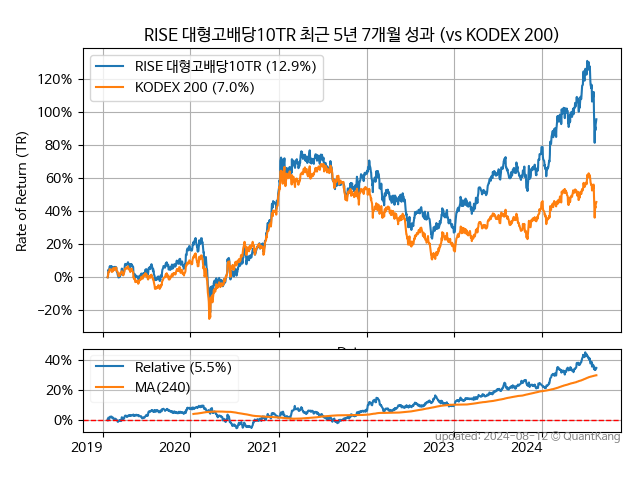 RISE 대형고배당10TR 최근 5년 7개월 성과 (vs KODEX 200)
Rate of Return (TR)
RISE 대형고배당10TR (12.9%)
KODEX 200 (7.0%)
120%
100%
80%
60%
40%
20%
0%
−20%
40%
20%
0%
Relative (5.5%)
MA(240)
2019 2020 2021 2022 2023 2024
updated: 2024-08-12 © QuantKang